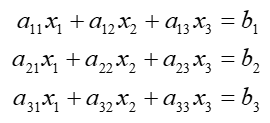 a₁₁x₁ + a₁₂x₂ + a₁₃x₃ = b₁
a₂₁x₁ + a₂₂x₂ + a₂₃x₃ = b₂
a₃₁x₁ + a₃₂x₂ + a₃₃x₃ = b₃